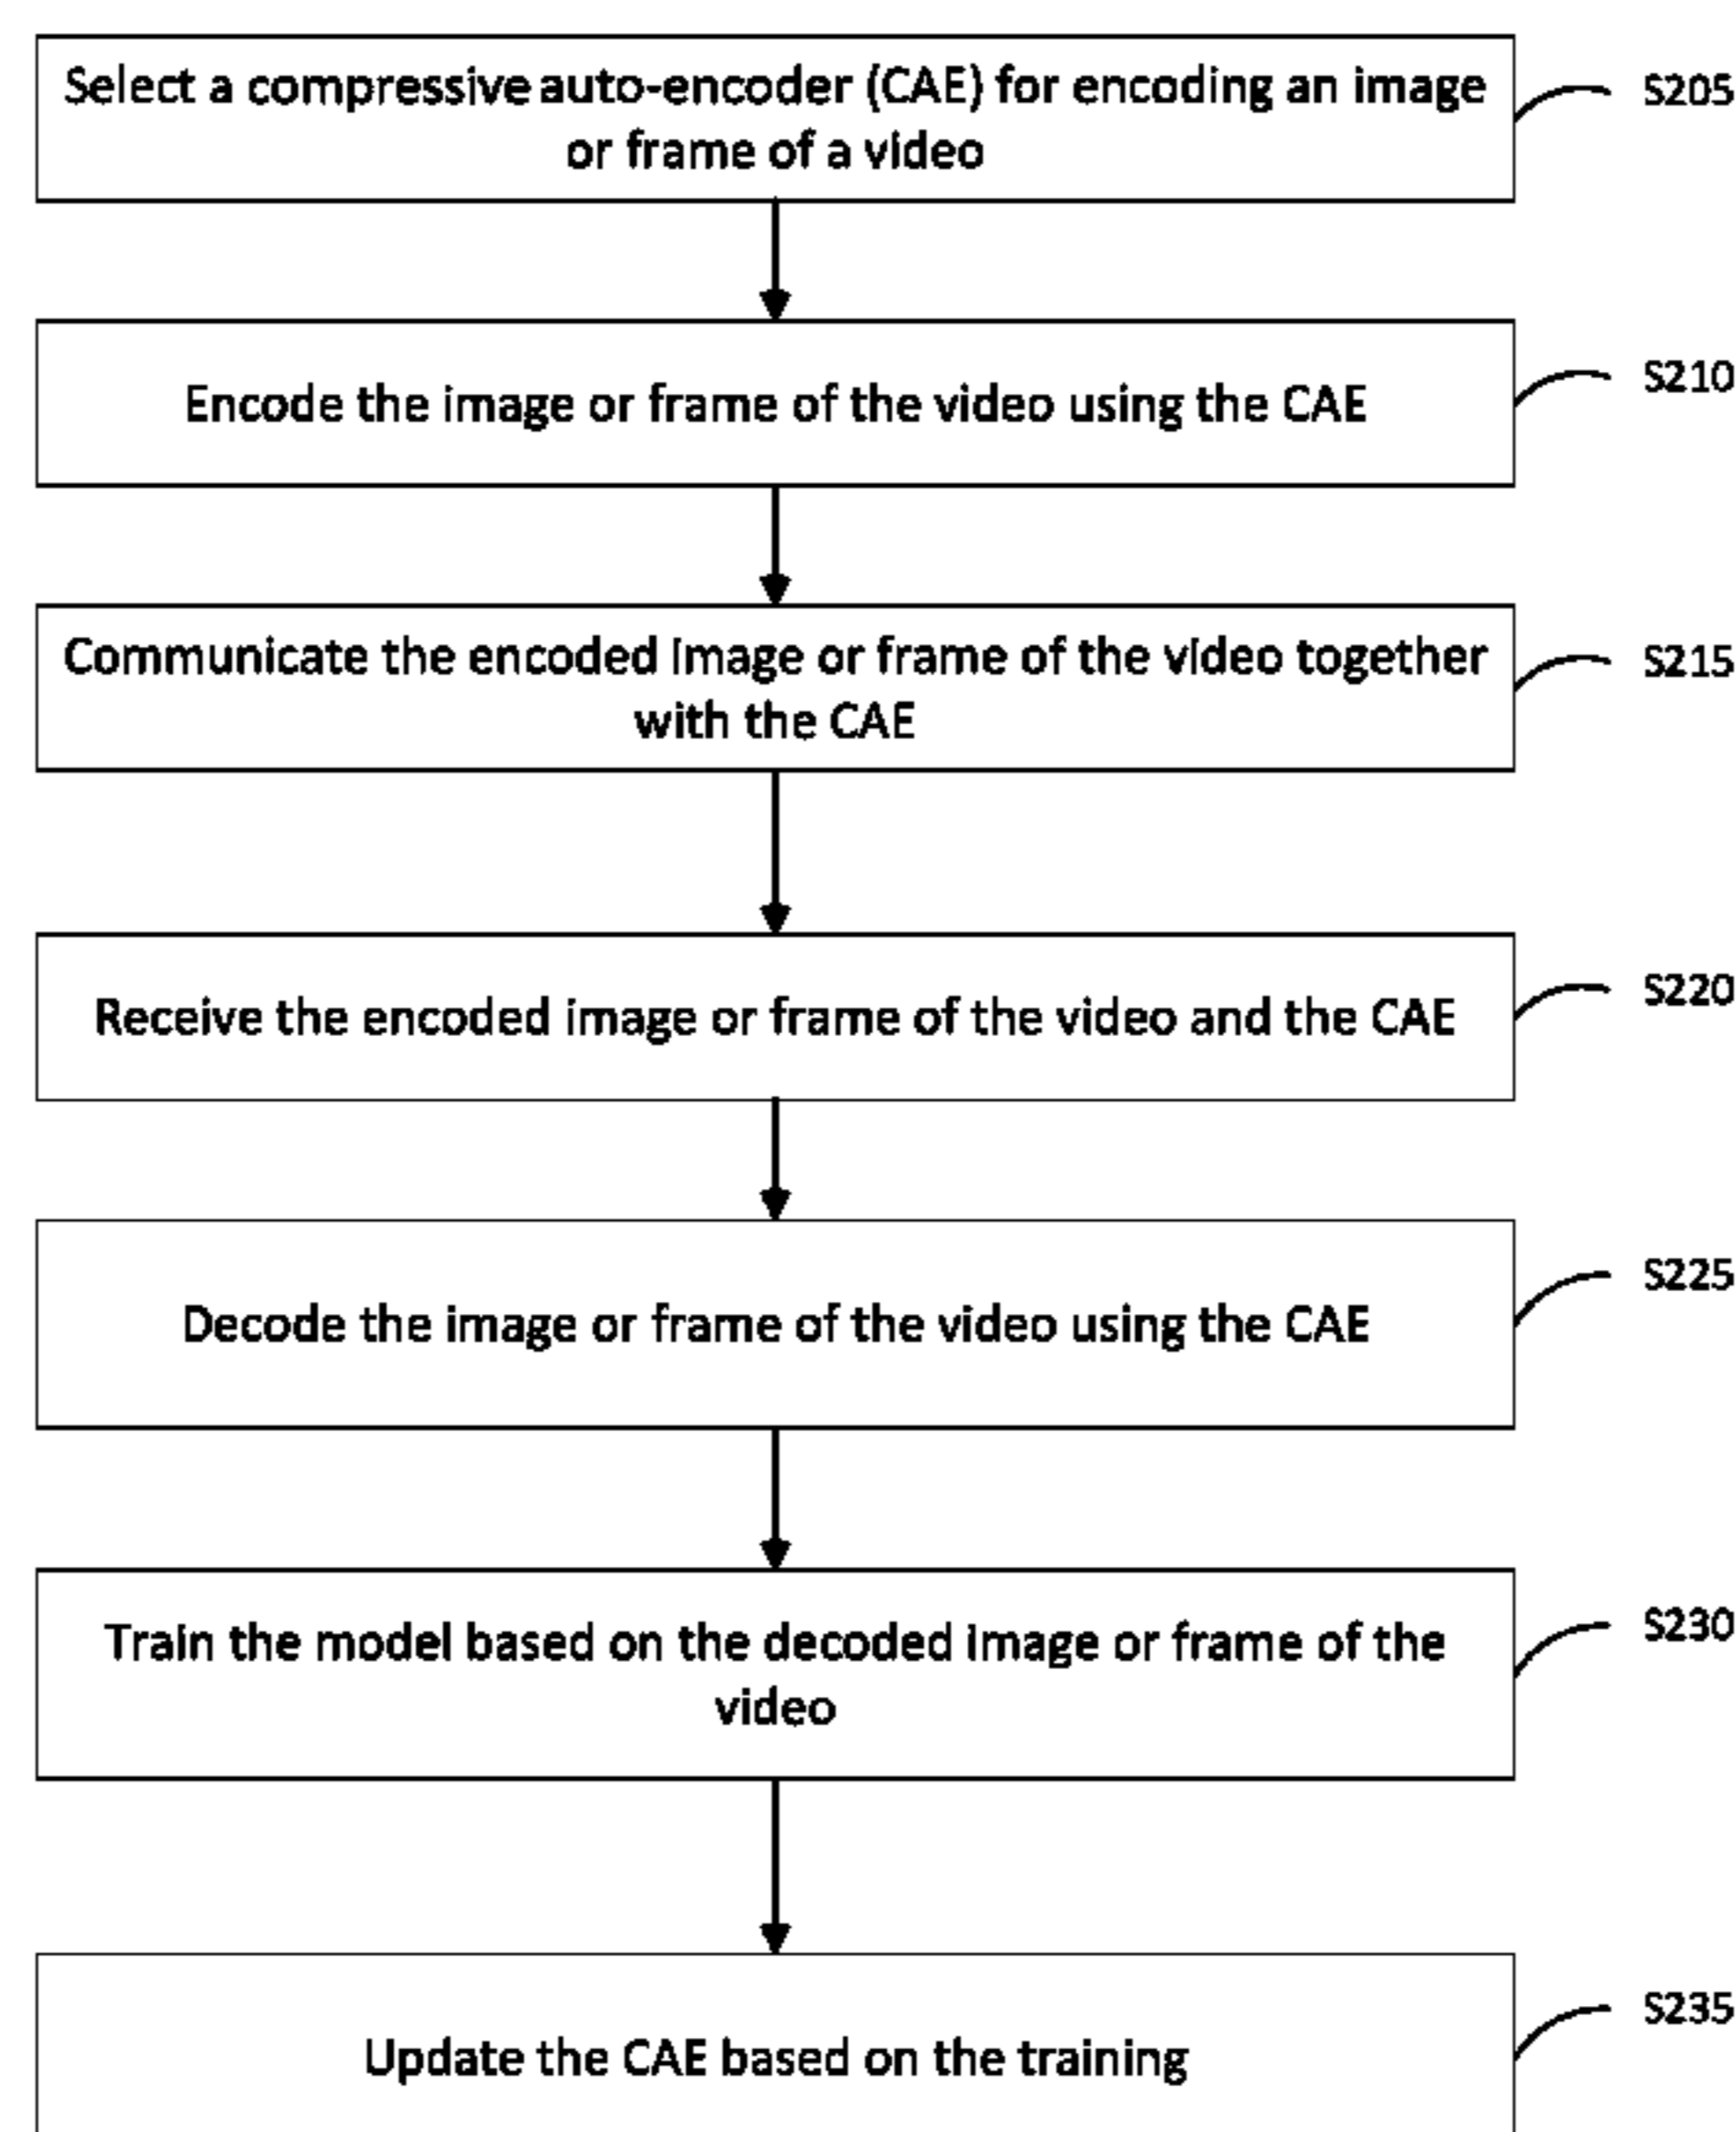 Select a compressive auto-encoder (CAE) for encoding an image
or frame of a video
S205
Encode the image or frame of the video using the CAE
S210
Communicate the encoded image or frame of the video together
with the CAE
S215
Receive the encoded image or frame of the video and the CAE
S220
Decode the image or frame of the video using the CAE
S225
Train the model based on the decoded image or frame of the
video
S230
Update the CAE based on the training
S235